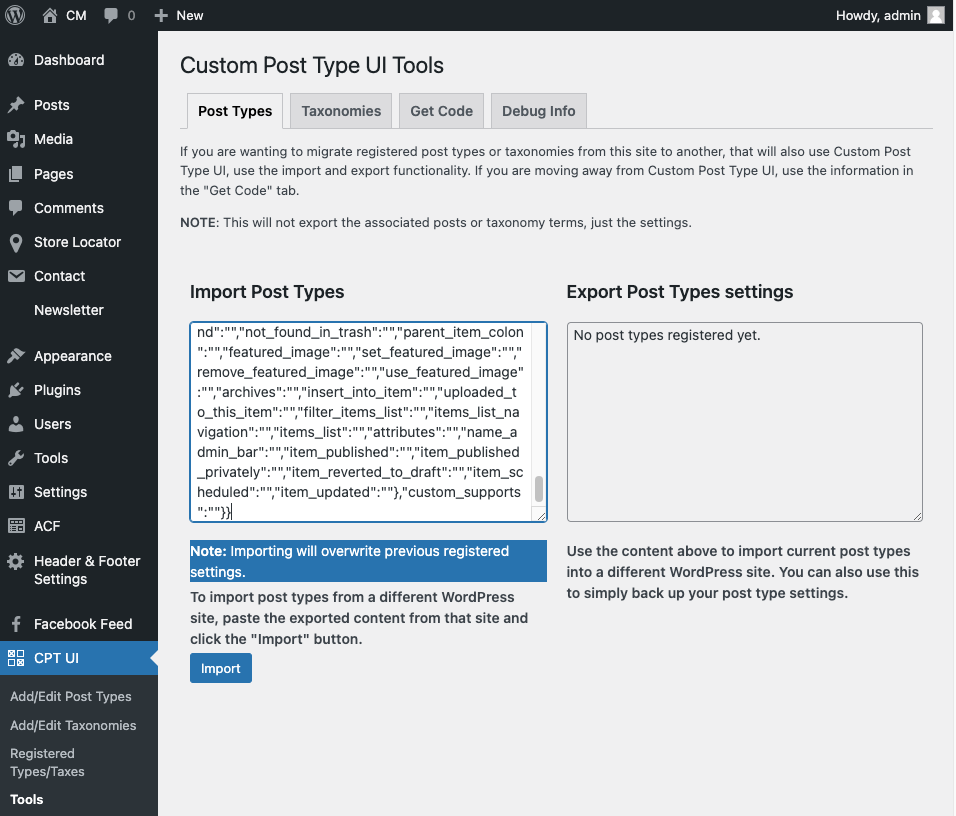 CM
0
New
Howdy, admin
Dashboard
Posts
Media
Pages
Comments
Store Locator
Contact
Newsletter
Appearance
Plugins
Users
Tools
Settings
ACF
Header & Footer
Settings
Facebook Feed
CPT UI
Add/Edit Post Types
Add/Edit Taxonomies
Registered
Types/Taxes
Tools
Custom Post Type UI Tools
Post Types
Taxonomies
Get Code
Debug Info
If you are wanting to migrate registered post types or taxonomies from this site to another, that will also use Custom Post
Type UI, use the import and export functionality. If you are moving away from Custom Post Type UI, use the information in
the "Get Code" tab.
NOTE: This will not export the associated posts or taxonomy terms, just the settings.
Import Post Types
nd":"","not_found_in_trash":"","parent_item_colon
":"","featured_image":"","set_featured_image":"","
remove_featured_image":"","use_featured_image"
:"","archives":"","insert_into_item":"","uploaded_t
o_this_item":"","filter_items_list":"","items_list_na
vigation":"","items_list":"","attributes":"","name_a
dmin_bar":"","item_published":"","item_published
_privately":"","item_reverted_to_draft":"","item_sc
heduled":"","item_updated":""},"custom_supports
":""}}
Note: Importing will overwrite previous registered
settings.
To import post types from a different WordPress
site, paste the exported content from that site and
click the "Import" button.
Import
Export Post Types settings
No post types registered yet.
Use the content above to import current post types
into a different WordPress site. You can also use this
to simply back up your post type settings.